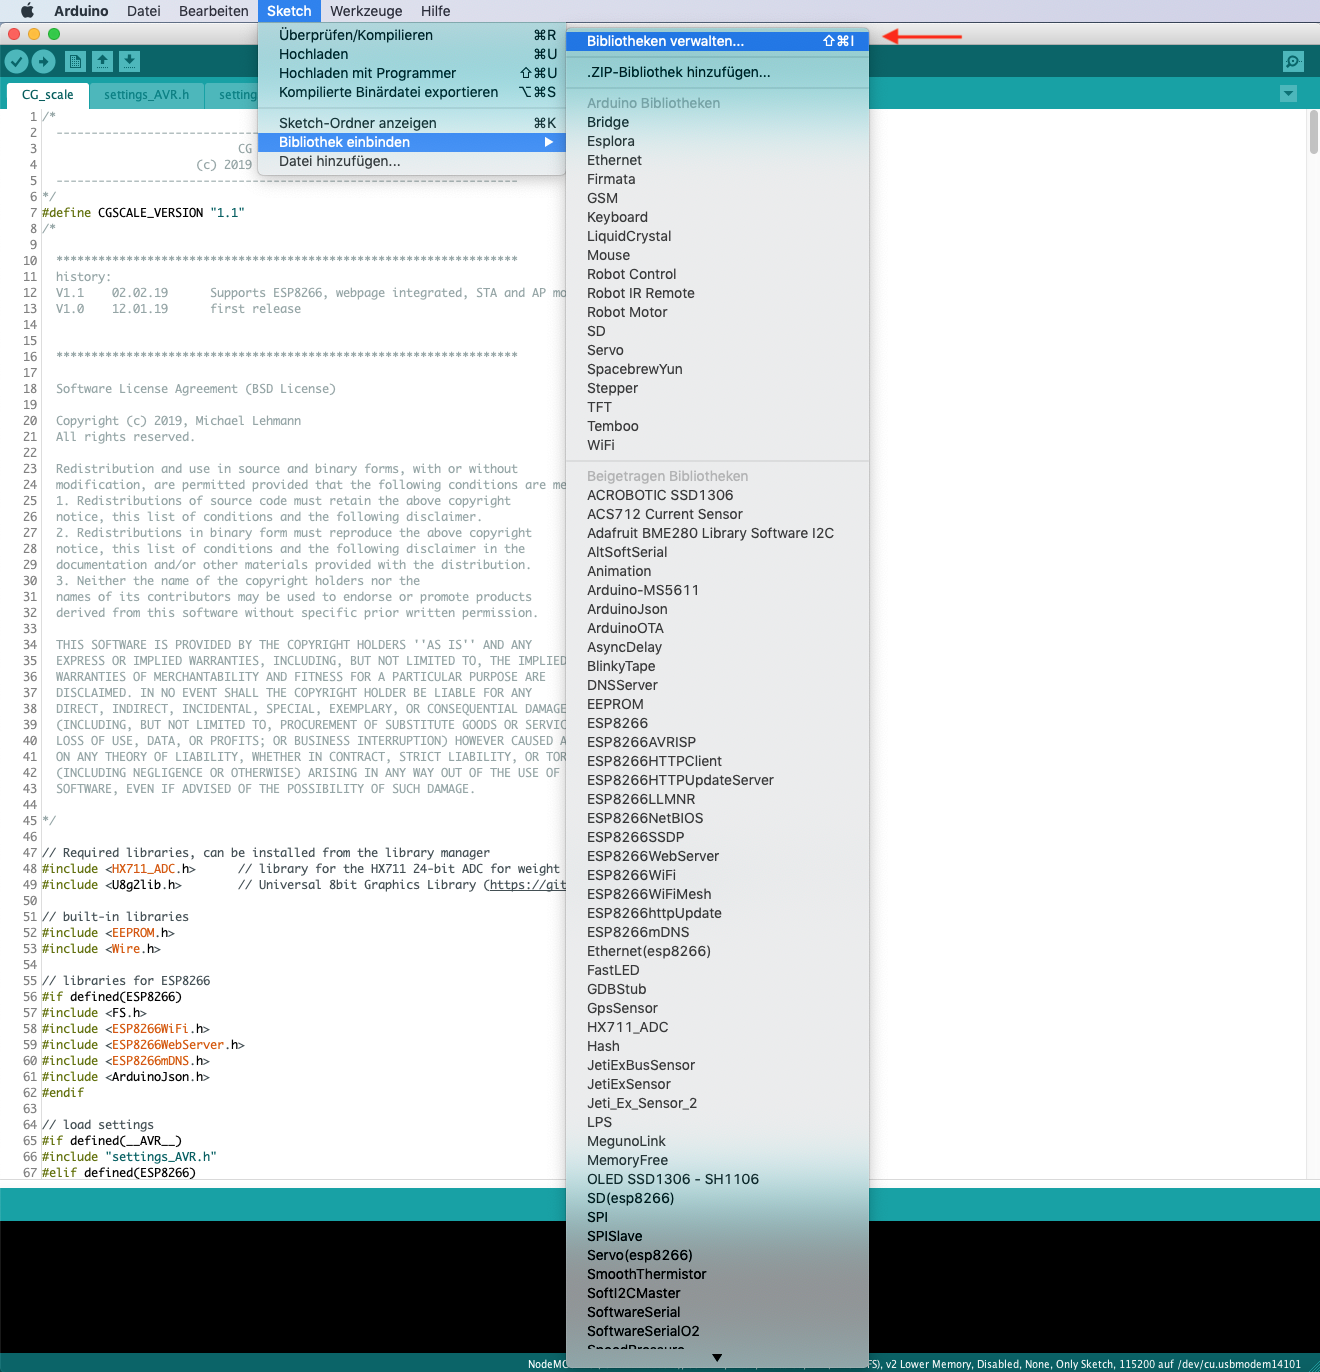 Arduino Datei Bearbeiten Sketch Werkzeuge Hilfe
Überprüfen/Kompilieren ⌘R
Hochladen ⌘U
Hochladen mit Programmer ⇧⌘U
Kompilierte Binärdatei exportieren ⌥⌘S
Sketch-Ordner anzeigen ⌘K
Bibliothek einbinden
Datei hinzufügen...
Bibliotheken verwalten... ⇧⌘I
.ZIP-Bibliothek hinzufügen...
Arduino Bibliotheken
Bridge
Esplora
Ethernet
Firmata
GSM
Keyboard
LiquidCrystal
Mouse
Robot Control
Robot IR Remote
Robot Motor
SD
Servo
SpacebrewYun
Stepper
TFT
Temboo
WiFi
Beigetragen Bibliotheken
ACROBOTIC SSD1306
ACS712 Current Sensor
Adafruit BME280 Library Software I2C
AltSoftSerial
Animation
Arduino-MS5611
ArduinoJson
ArduinoOTA
AsyncDelay
BlinkyTape
DNSServer
EEPROM
ESP8266
ESP8266AVRISP
ESP8266HTTPClient
ESP8266HTTPUpdateServer
ESP8266LLMNR
ESP8266NetBIOS
ESP8266SSDP
ESP8266WebServer
ESP8266WiFi
ESP8266WiFiMesh
ESP8266httpUpdate
ESP8266mDNS
Ethernet(esp8266)
FastLED
GDBStub
GpsSensor
HX711_ADC
Hash
JetiExBusSensor
JetiExSensor
Jeti_Ex_Sensor_2
LPS
MegunoLink
MemoryFree
OLED SSD1306 - SH1106
SD(esp8266)
SPI
SPISlave
Servo(esp8266)
SmoothThermistor
SoftI2CMaster
SoftwareSerial
SoftwareSerialO2
CG_scale settings_AVR.h setting
1 /*
2 -----------------------------
3 CG
4 (c) 2019
5 ------------------------------------------------------------------
6 */
7 #define CGSCALE_VERSION "1.1"
8 /*
9
10 ******************************************************************
11 history:
12 V1.1 02.02.19 Supports ESP8266, webpage integrated, STA and AP mo
13 V1.0 12.01.19 first release
14
15
16 ******************************************************************
17
18 Software License Agreement (BSD License)
19
20 Copyright (c) 2019, Michael Lehmann
21 All rights reserved.
22
23 Redistribution and use in source and binary forms, with or without
24 modification, are permitted provided that the following conditions are me
25 1. Redistributions of source code must retain the above copyright
26 notice, this list of conditions and the following disclaimer.
27 2. Redistributions in binary form must reproduce the above copyright
28 notice, this list of conditions and the following disclaimer in the
29 documentation and/or other materials provided with the distribution.
30 3. Neither the name of the copyright holders nor the
31 names of its contributors may be used to endorse or promote products
32 derived from this software without specific prior written permission.
33
34 THIS SOFTWARE IS PROVIDED BY THE COPYRIGHT HOLDERS ''AS IS'' AND ANY
35 EXPRESS OR IMPLIED WARRANTIES, INCLUDING, BUT NOT LIMITED TO, THE IMPLIED
36 WARRANTIES OF MERCHANTABILITY AND FITNESS FOR A PARTICULAR PURPOSE ARE
37 DISCLAIMED. IN NO EVENT SHALL THE COPYRIGHT HOLDER BE LIABLE FOR ANY
38 DIRECT, INDIRECT, INCIDENTAL, SPECIAL, EXEMPLARY, OR CONSEQUENTIAL DAMAGE
39 (INCLUDING, BUT NOT LIMITED TO, PROCUREMENT OF SUBSTITUTE GOODS OR SERVIC
40 LOSS OF USE, DATA, OR PROFITS; OR BUSINESS INTERRUPTION) HOWEVER CAUSED A
41 ON ANY THEORY OF LIABILITY, WHETHER IN CONTRACT, STRICT LIABILITY, OR TOR
42 (INCLUDING NEGLIGENCE OR OTHERWISE) ARISING IN ANY WAY OUT OF THE USE OF
43 SOFTWARE, EVEN IF ADVISED OF THE POSSIBILITY OF SUCH DAMAGE.
44
45 */
46
47 // Required libraries, can be installed from the library manager
48 #include <HX711_ADC.h> // library for the HX711 24-bit ADC for weight
49 #include <U8g2lib.h> // Universal 8bit Graphics Library (https://git
50
51 // built-in libraries
52 #include <EEPROM.h>
53 #include <Wire.h>
54
55 // libraries for ESP8266
56 #if defined(ESP8266)
57 #include <FS.h>
58 #include <ESP8266WiFi.h>
59 #include <ESP8266WebServer.h>
60 #include <ESP8266mDNS.h>
61 #include <ArduinoJson.h>
62 #endif
63
64 // load settings
65 #if defined(__AVR__)
66 #include "settings_AVR.h"
67 #elif defined(ESP8266)
NodeM FS), v2 Lower Memory, Disabled, None, Only Sketch, 115200 auf /dev/cu.usbmodem14101